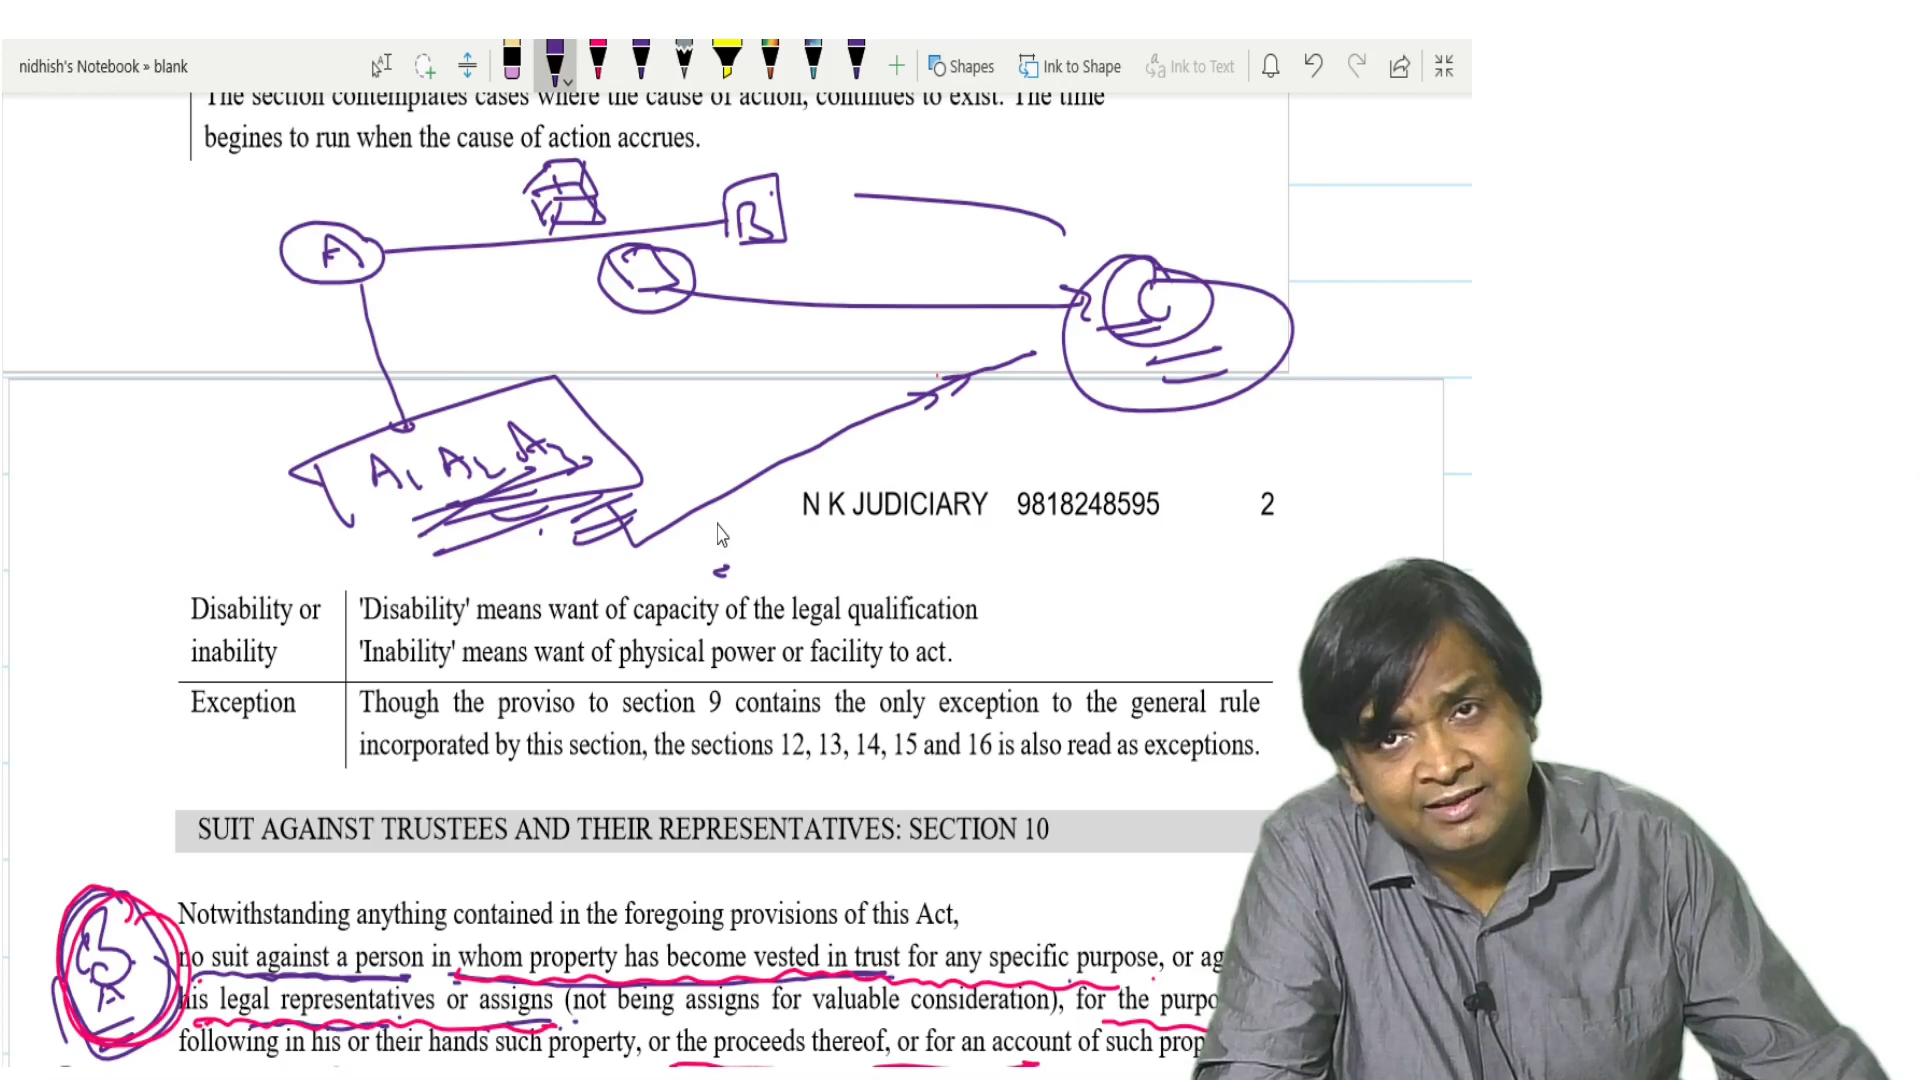 nidhish's Notebook » blank
Shapes
Ink to Shape
Ink to Text
The section contemplates cases where the cause of action, continues to exist. The time
begines to run when the cause of action accrues.
A
B
C
A1 A2 A3
N K JUDICIARY 9818248595 2
Disability or inability
'Disability' means want of capacity of the legal qualification
'Inability' means want of physical power or facility to act.
Exception
Though the proviso to section 9 contains the only exception to the general rule
incorporated by this section, the sections 12, 13, 14, 15 and 16 is also read as exceptions.
SUIT AGAINST TRUSTEES AND THEIR REPRESENTATIVES: SECTION 10
Notwithstanding anything contained in the foregoing provisions of this Act,
no suit against a person in whom property has become vested in trust for any specific purpose, or ag
his legal representatives or assigns (not being assigns for valuable consideration), for the purpo
following in his or their hands such property, or the proceeds thereof, or for an account of such prop